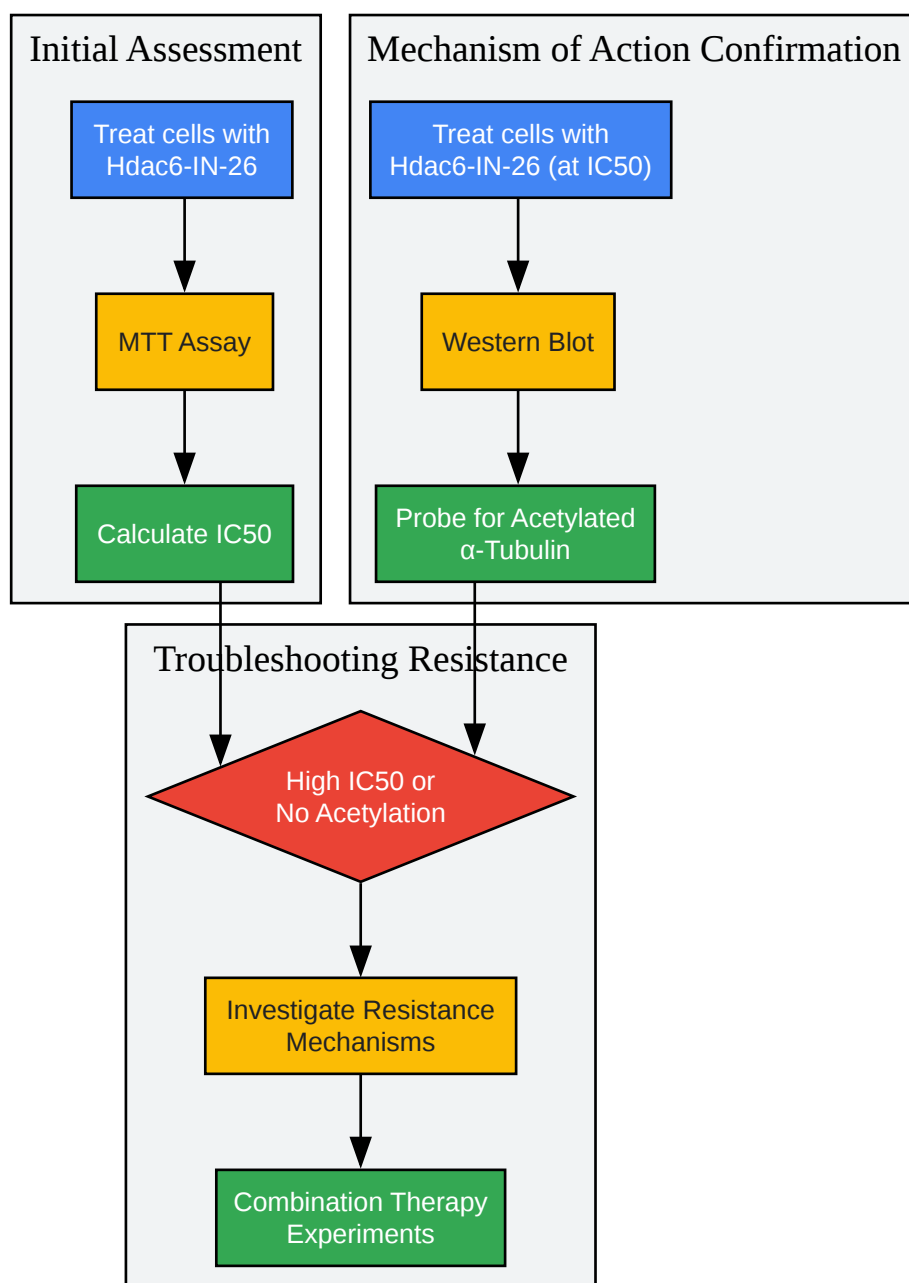 Initial Assessment
Treat cells with
Hdac6-IN-26
MTT Assay
Calculate IC50
Mechanism of Action Confirmation
Treat cells with
Hdac6-IN-26 (at IC50)
Western Blot
Probe for Acetylated
α-Tubulin
Troubleshooting Resistance
High IC50 or
No Acetylation
Investigate Resistance
Mechanisms
Combination Therapy
Experiments